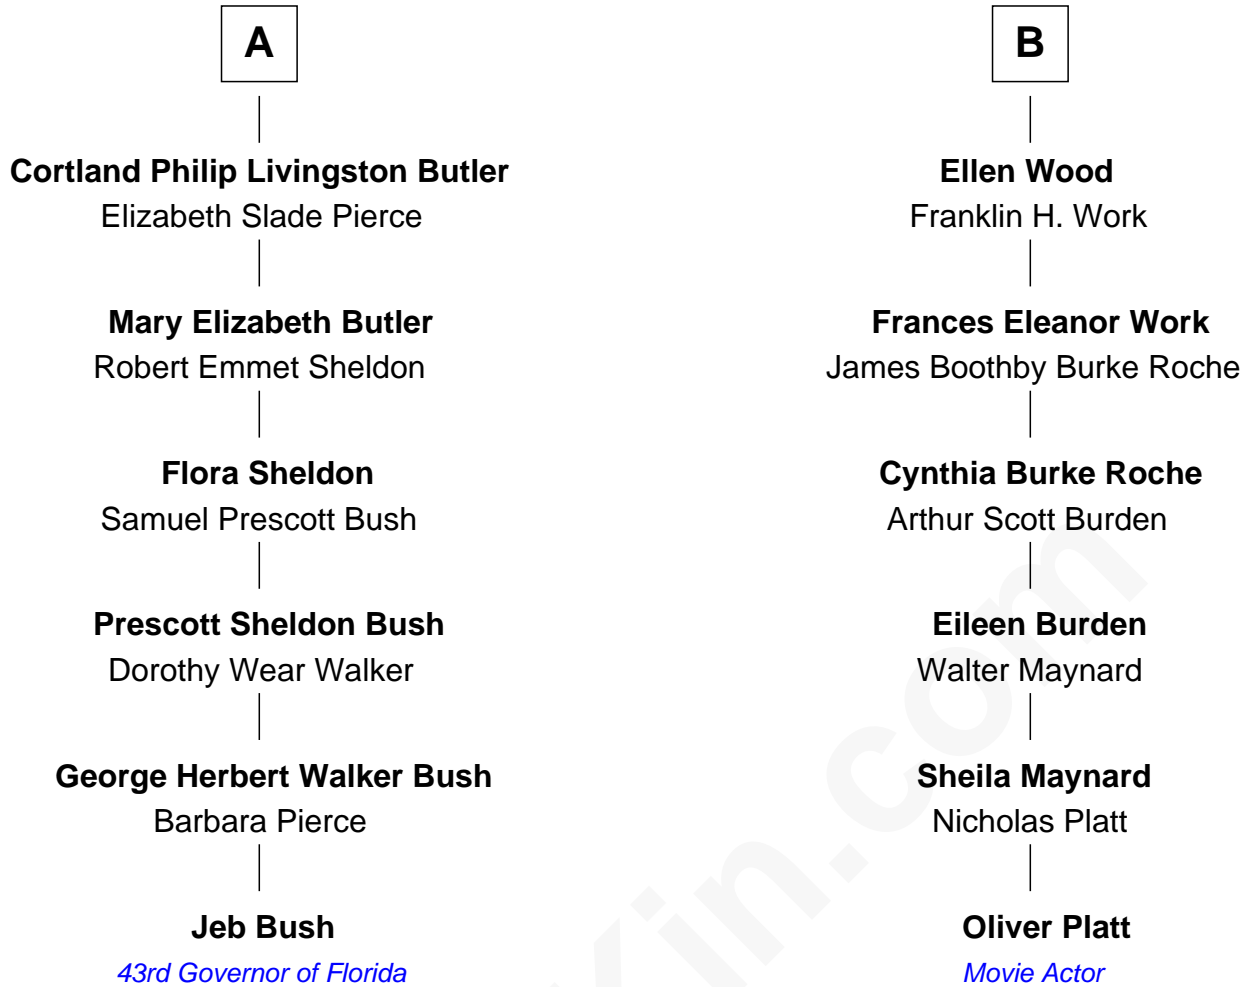 A
Cortland Philip Livingston Butler
Elizabeth Slade Pierce
Mary Elizabeth Butler
Robert Emmet Sheldon
Flora Sheldon
Samuel Prescott Bush
Prescott Sheldon Bush
Dorothy Wear Walker
George Herbert Walker Bush
Barbara Pierce
Jeb Bush
43rd Governor of Florida
B
Ellen Wood
Franklin H. Work
Frances Eleanor Work
James Boothby Burke Roche
Cynthia Burke Roche
Arthur Scott Burden
Eileen Burden
Walter Maynard
Sheila Maynard
Nicholas Platt
Oliver Platt
Movie Actor
Kin.com